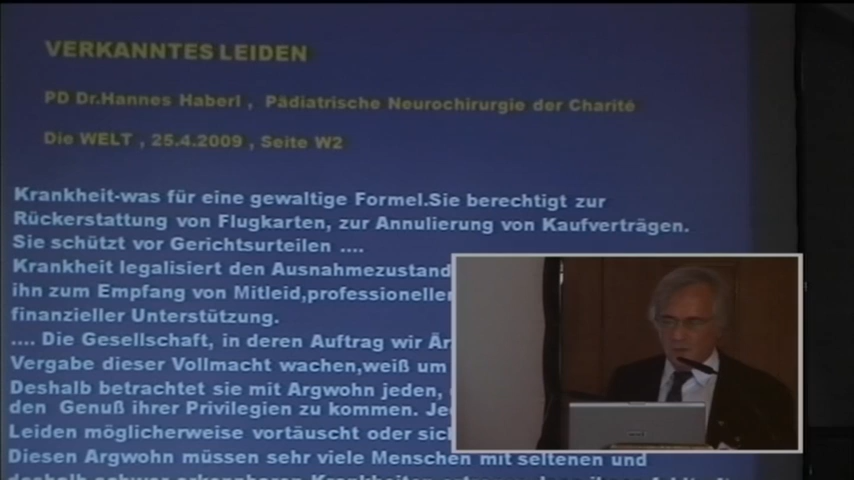 VERKANNTES LEIDEN
PD Dr.Hannes Haberl , Pädiatrische Neurochirurgie der Charité
Die WELT , 25.4.2009 , Seite W2
Krankheit-was für eine gewaltige Formel.Sie berechtigt zur
Rückerstattung von Flugkarten, zur Annulierung von Kaufverträgen.
Sie schützt vor Gerichtsurteilen ....
Krankheit legalisiert den Ausnahmezustand
ihn zum Empfang von Mitleid,professioneller
finanzieller Unterstützung.
.... Die Gesellschaft, in deren Auftrag wir Är
Vergabe dieser Vollmacht wachen,weiß um
Deshalb betrachtet sie mit Argwohn jeden,
den Genuß ihrer Privilegien zu kommen. Je
Leiden möglicherweise vortäuscht oder sich
Diesen Argwohn müssen sehr viele Menschen mit seltenen und